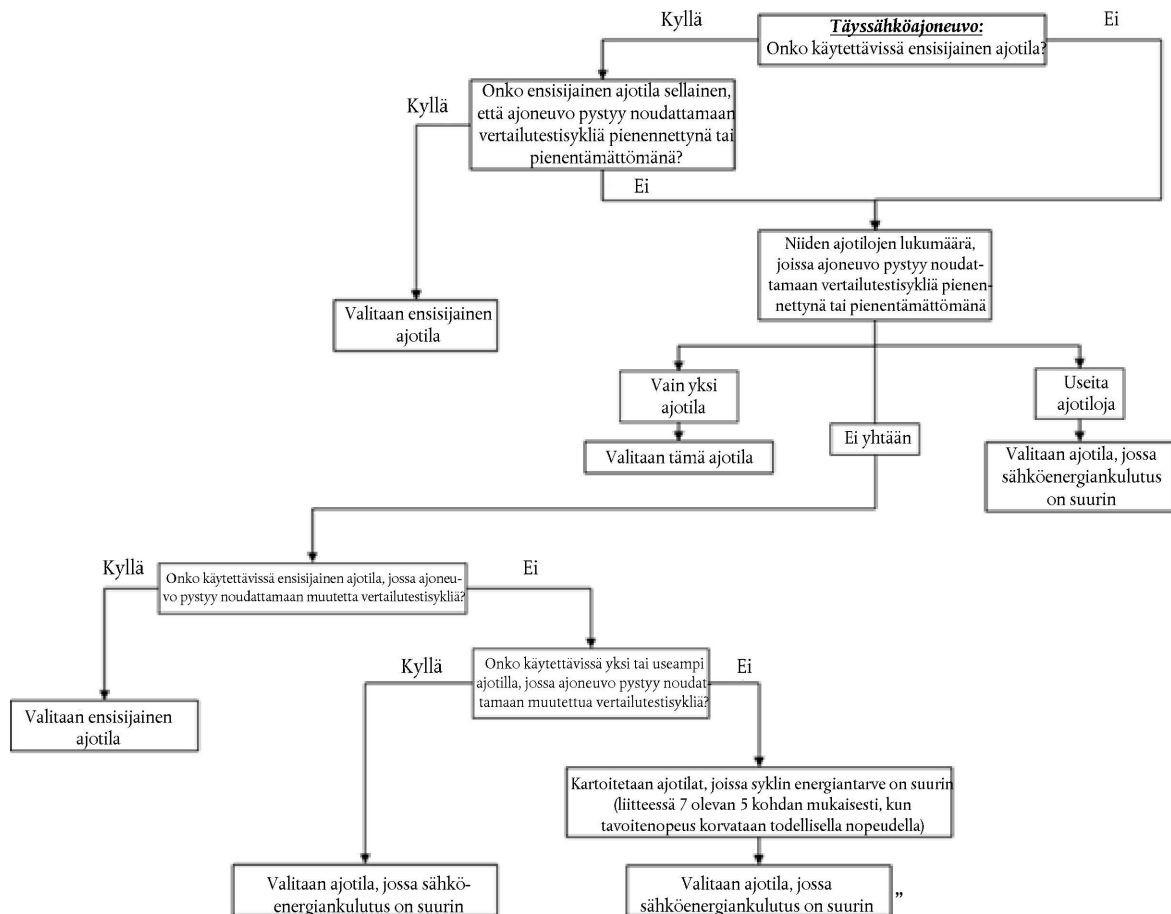 Kyllä
Täyssähköajoneuvo:
Onko käytettävissä ensisijainen ajotila?
Ei
Kyllä
Onko ensisijainen ajotila sellainen,
että ajoneuvo pystyy noudattamaan
vertailutestisykliä pienennettynä tai
pienentämättömänä?
Ei
Niiden ajotilojen lukumäärä,
joissa ajoneuvo pystyy noudat-
tamaan vertailutestisykliä pienen-
nettynä tai pienentämättömänä
Valitaan ensisijainen
ajotila
Vain yksi
ajotila
Useita
ajotiloja
Ei yhtään
Valitaan tämä ajotila
Valitaan ajotila, jossa
sähköenergiankulutus
on suurin
Kyllä
Onko käytettävissä ensisijainen ajotila, jossa ajoneu-
vo pystyy noudattamaan muutetta vertailutestisykliä?
Ei
Kyllä
Onko käytettävissä yksi tai useampi
ajotilla, jossa ajoneuvo pystyy noudat-
tamaan muutettua vertailutestisykliä?
Ei
Valitaan ensisijainen
ajotila
Kartoitetaan ajotilat, joissa syklin energiantarve on suurin
(liitteessä 7 olevan 5 kohdan mukaisesti, kun
tavoitenopeus korvataan todellisella nopeudella)
Valitaan ajotila, jossa sähkö-
energiankulutus on suurin
Valitaan ajotila, jossa
sähköenergiankulutus on suurin ”